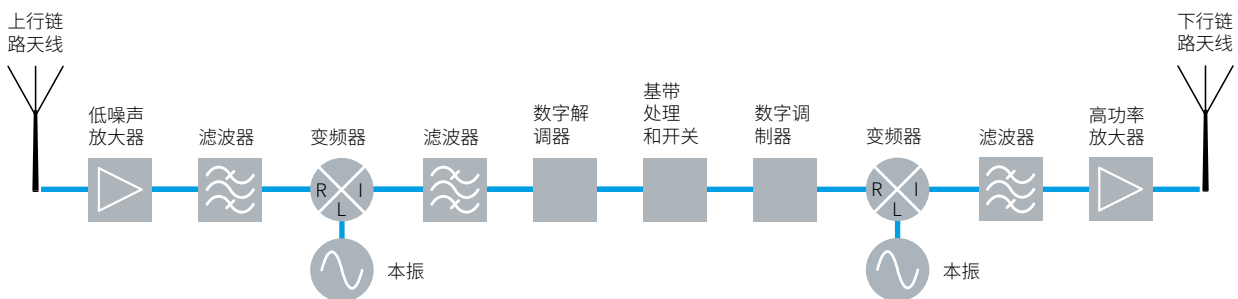 上行链
路天线
低噪声
放大器
滤波器
变频器
滤波器
数字解
调器
基带
处理
和开关
数字调
制器
变频器
滤波器
高功率
放大器
下行链
路天线
R
I
L
R
I
L
本振
本振